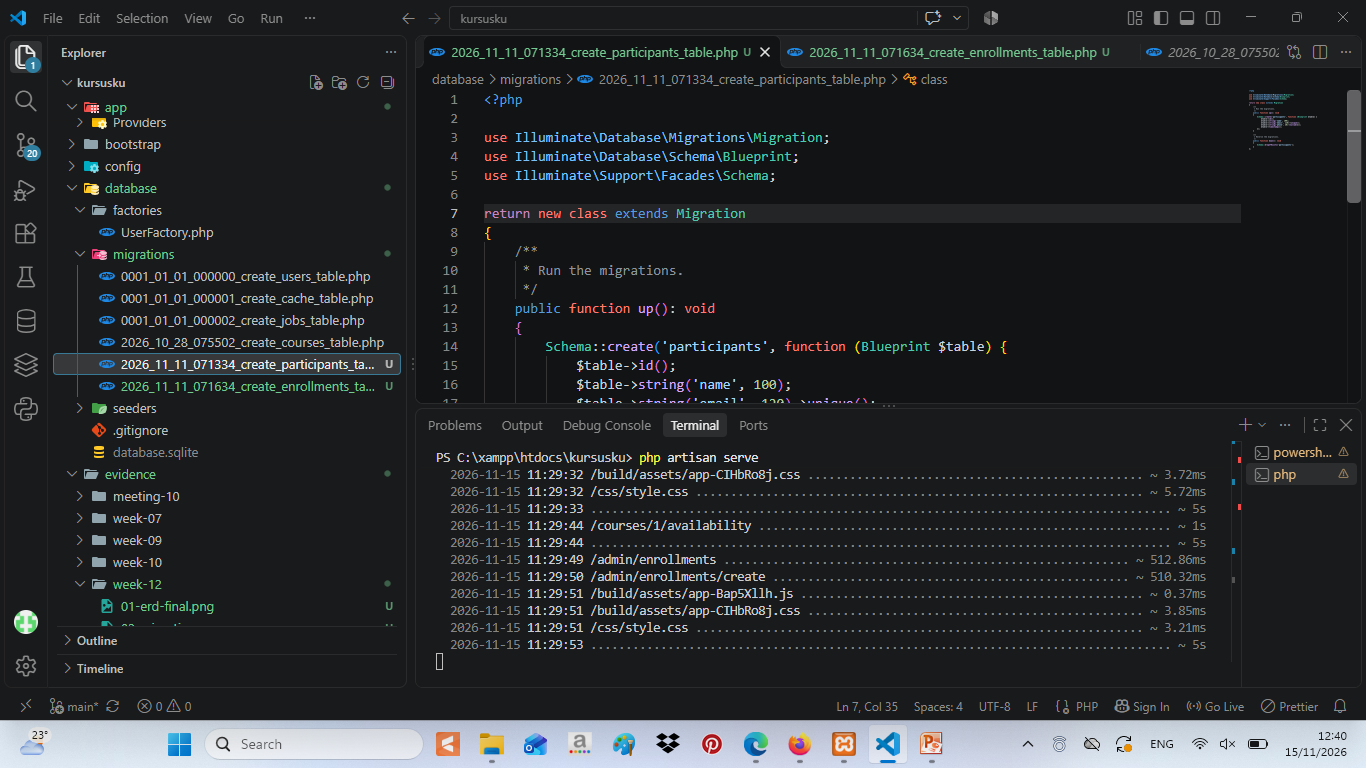 File Edit Selection View Go Run ··· kursusku
Explorer
kursusku
app
Providers
bootstrap
config
database
factories
UserFactory.php
migrations
0001_01_01_000000_create_users_table.php
0001_01_01_000001_create_cache_table.php
0001_01_01_000002_create_jobs_table.php
2026_10_28_075502_create_courses_table.php
2026_11_11_071334_create_participants_ta... U
2026_11_11_071634_create_enrollments_ta... U
seeders
.gitignore
database.sqlite
evidence
meeting-10
week-07
week-09
week-10
week-12
01-erd-final.png U
Outline
Timeline
1
20
2026_11_11_071334_create_participants_table.php U
2026_11_11_071634_create_enrollments_table.php U
2026_10_28_075502
database > migrations > 2026_11_11_071334_create_participants_table.php > class
1 <?php
2
3 use Illuminate\Database\Migrations\Migration;
4 use Illuminate\Database\Schema\Blueprint;
5 use Illuminate\Support\Facades\Schema;
6
7 return new class extends Migration
8 {
9 /**
10 * Run the migrations.
11 */
12 public function up(): void
13 {
14 Schema::create('participants', function (Blueprint $table) {
15 $table->id();
16 $table->string('name', 100);
17 $table->string('email', 120)->unique();
Problems Output Debug Console Terminal Ports
PS C:\xampp\htdocs\kursusku> php artisan serve
2026-11-15 11:29:32 /build/assets/app-CIHbRo8j.css ........................................... ~ 3.72ms
2026-11-15 11:29:32 /css/style.css ......................................................... ~ 5.72ms
2026-11-15 11:29:33 ......................................................................... ~ 5s
2026-11-15 11:29:44 /courses/1/availability .................................................... ~ 1s
2026-11-15 11:29:44 ......................................................................... ~ 5s
2026-11-15 11:29:49 /admin/enrollments .................................................... ~ 512.86ms
2026-11-15 11:29:50 /admin/enrollments/create ............................................. ~ 510.32ms
2026-11-15 11:29:51 /build/assets/app-Bap5Xllh.js ............................................ ~ 0.37ms
2026-11-15 11:29:51 /build/assets/app-CIHbRo8j.css ........................................... ~ 3.85ms
2026-11-15 11:29:51 /css/style.css ......................................................... ~ 3.21ms
2026-11-15 11:29:53 ......................................................................... ~ 5s
powersh...
php
main* 0 0 Ln 7, Col 35 Spaces: 4 UTF-8 LF PHP Sign In Go Live Prettier
23°
Search
ENG
12:40
15/11/2026